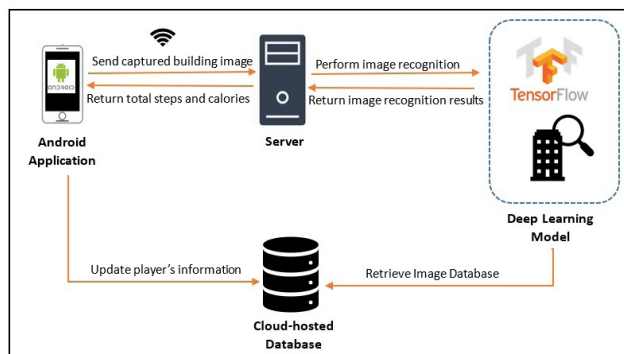 Send captured building image
Return total steps and calories
ANDROID
Android
Application
Server
Perform image recognition
Return image recognition results
TensorFlow
Deep Learning
Model
Update player's information
Retrieve Image Database
Cloud-hosted
Database